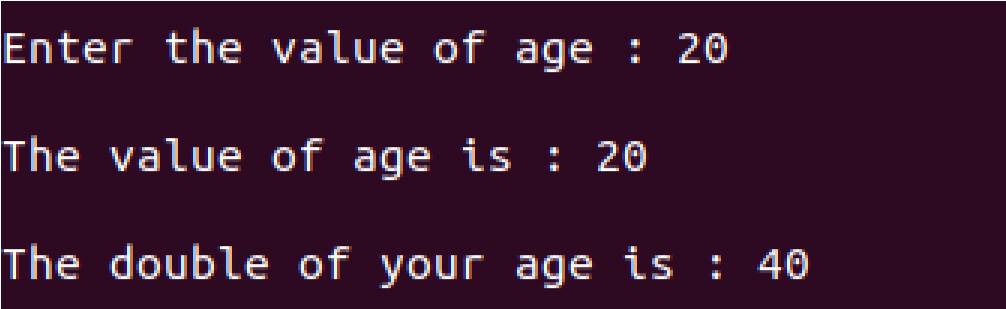 Enter the value of age : 20
The value of age is : 20
The double of your age is : 40